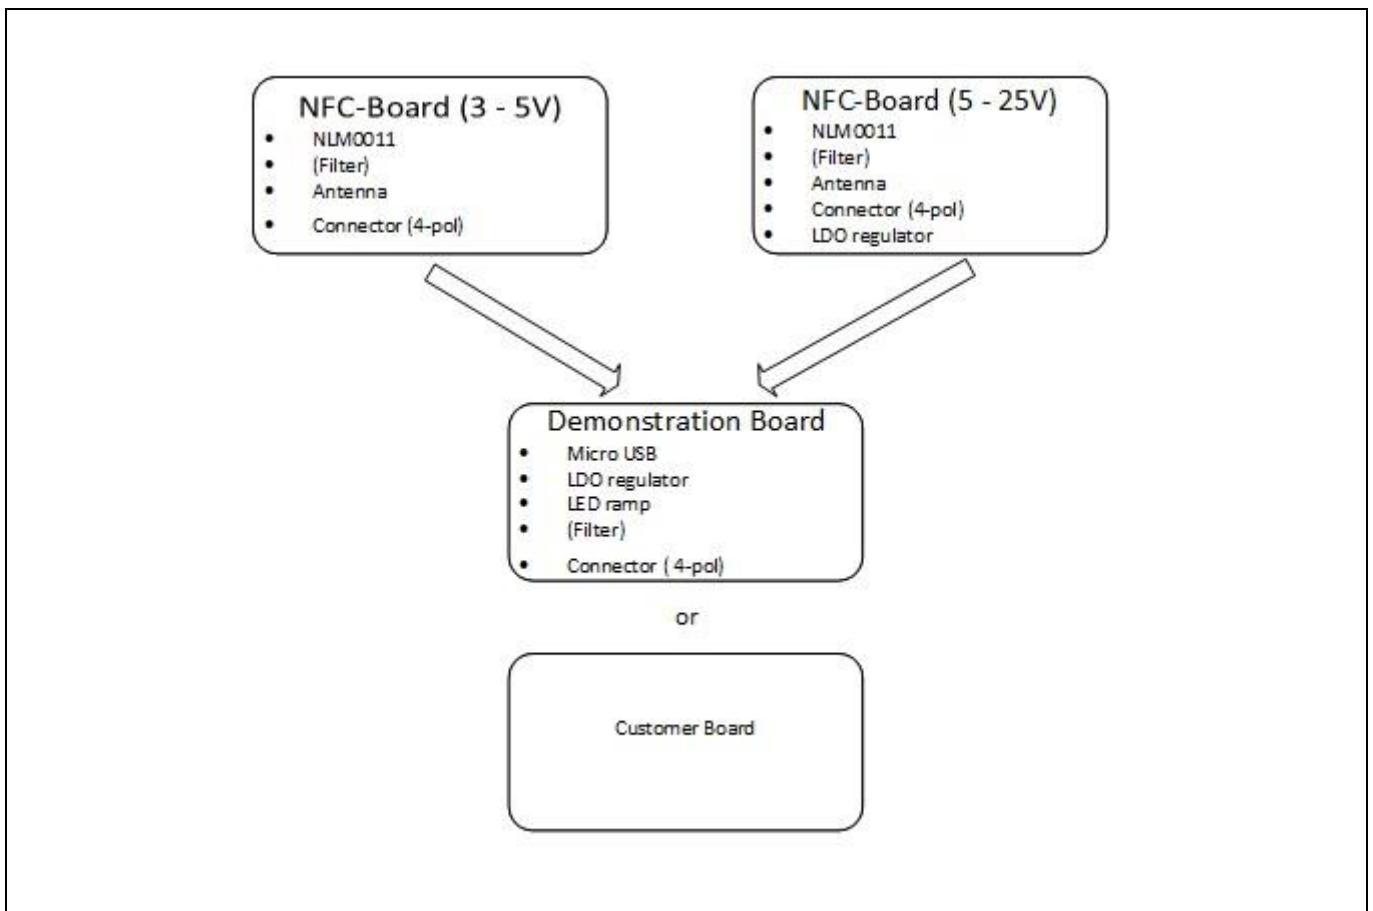 NFC-Board (3 - 5V)
• NLM0011
• (Filter)
• Antenna
• Connector (4-pol)
NFC-Board (5 - 25V)
• NLM0011
• (Filter)
• Antenna
• Connector (4-pol)
• LDO regulator
Demonstration Board
• Micro USB
• LDO regulator
• LED ramp
• (Filter)
• Connector ( 4-pol)
or
Customer Board